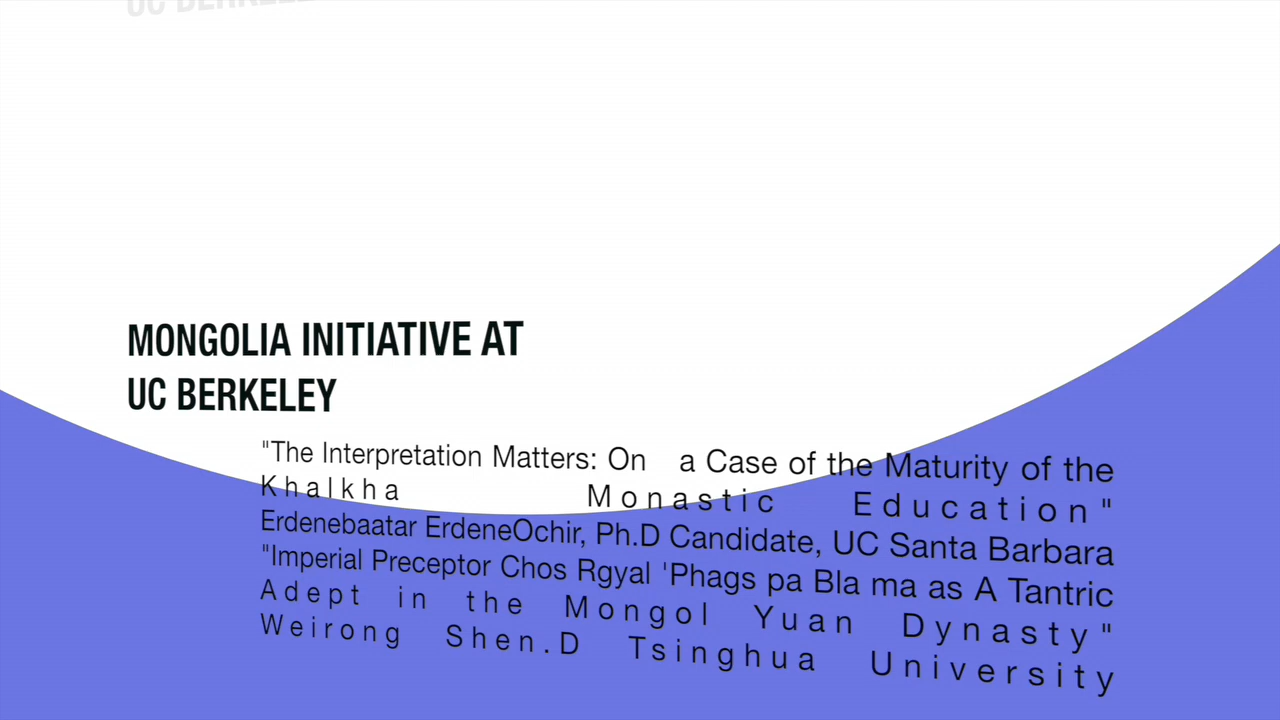 UC BERKELEY
MONGOLIA INITIATIVE AT
UC BERKELEY
"The Interpretation Matters: On a Case of the Maturity of the
Khalkha Monastic Education"
Erdenebaatar ErdeneOchir, Ph.D Candidate, UC Santa Barbara
"Imperial Preceptor Chos Rgyal 'Phags pa Bla ma as A Tantric
Adept in the Mongol Yuan Dynasty"
Weirong Shen.D Tsinghua University